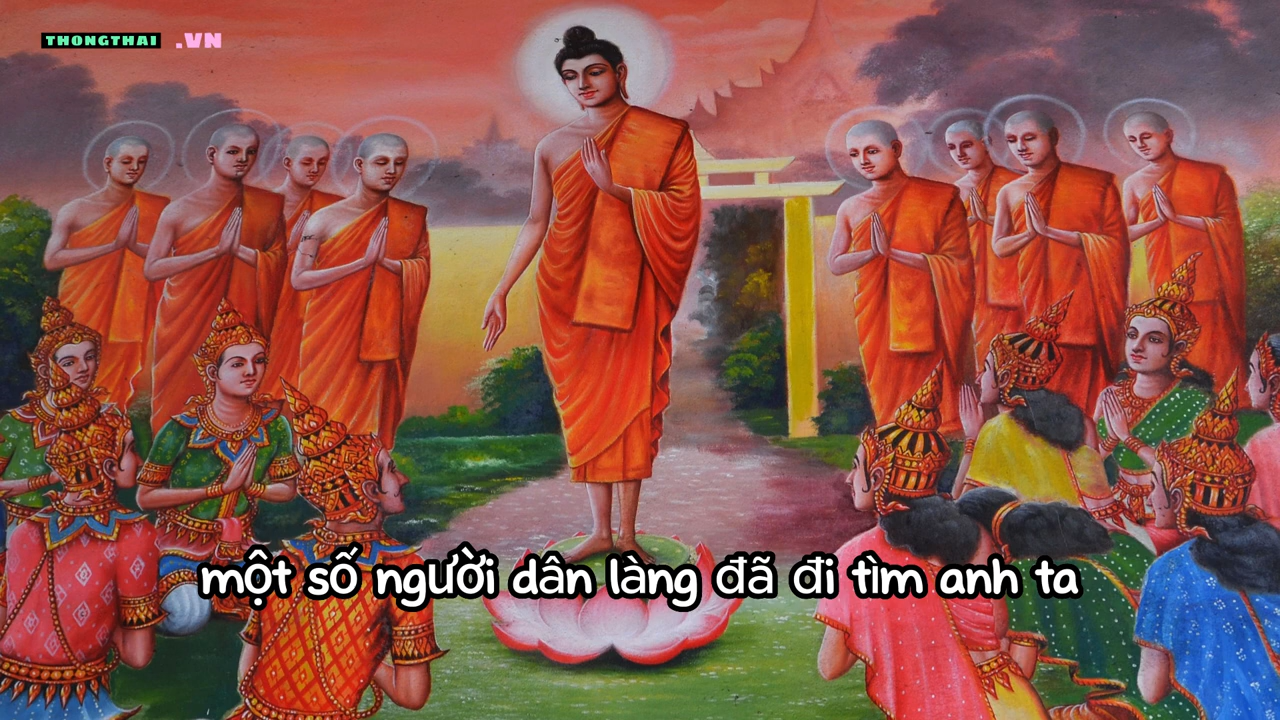 THONGTHAI .VN
một số người dân làng đã đi tìm anh ta